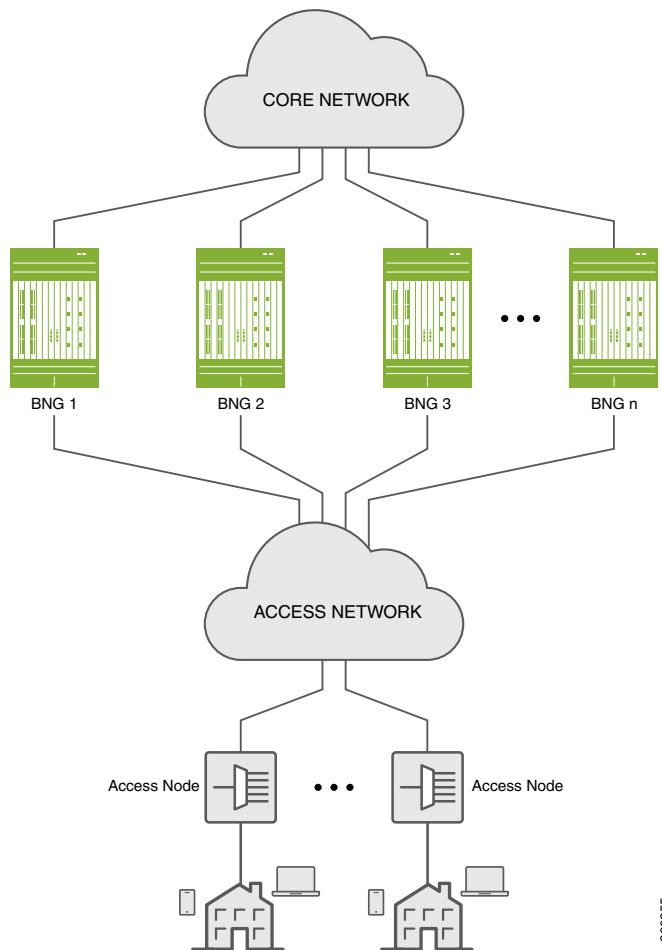 CORE NETWORK
BNG 1
BNG 2
BNG 3
BNG n
ACCESS NETWORK
Access Node
Access Node